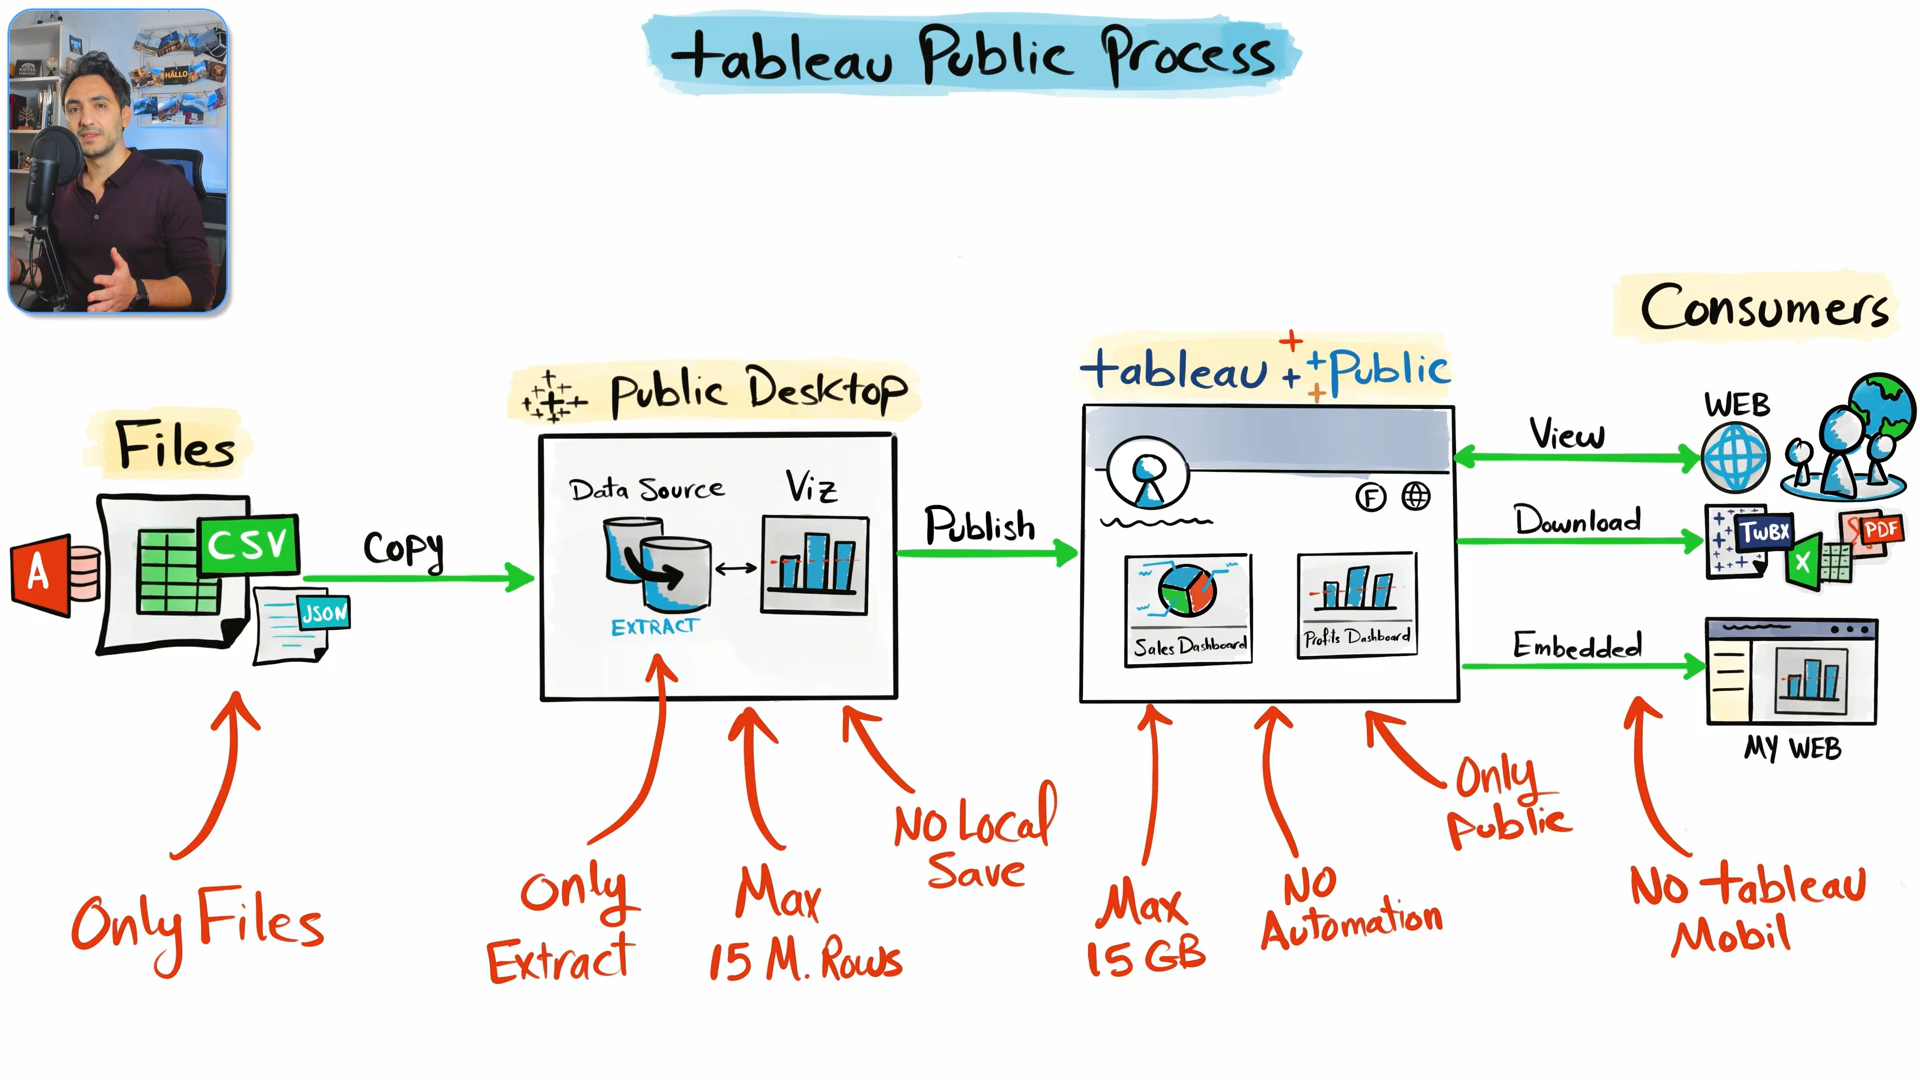 HALLO
tableau Public Process
Consumers
tableau Public
Public Desktop
Files
WEB
View
Data Source
Viz
CSV
A
Copy
Publish
F
Download
TWBX
PDF
X
JSON
EXTRACT
Sales Dashboard
Profits Dashboard
Embedded
MY WEB
Only Files
Only
Extract
Max
15 M. Rows
NO Local
Save
Max
15 GB
NO
Automation
Only
Public
NO tableau
Mobil